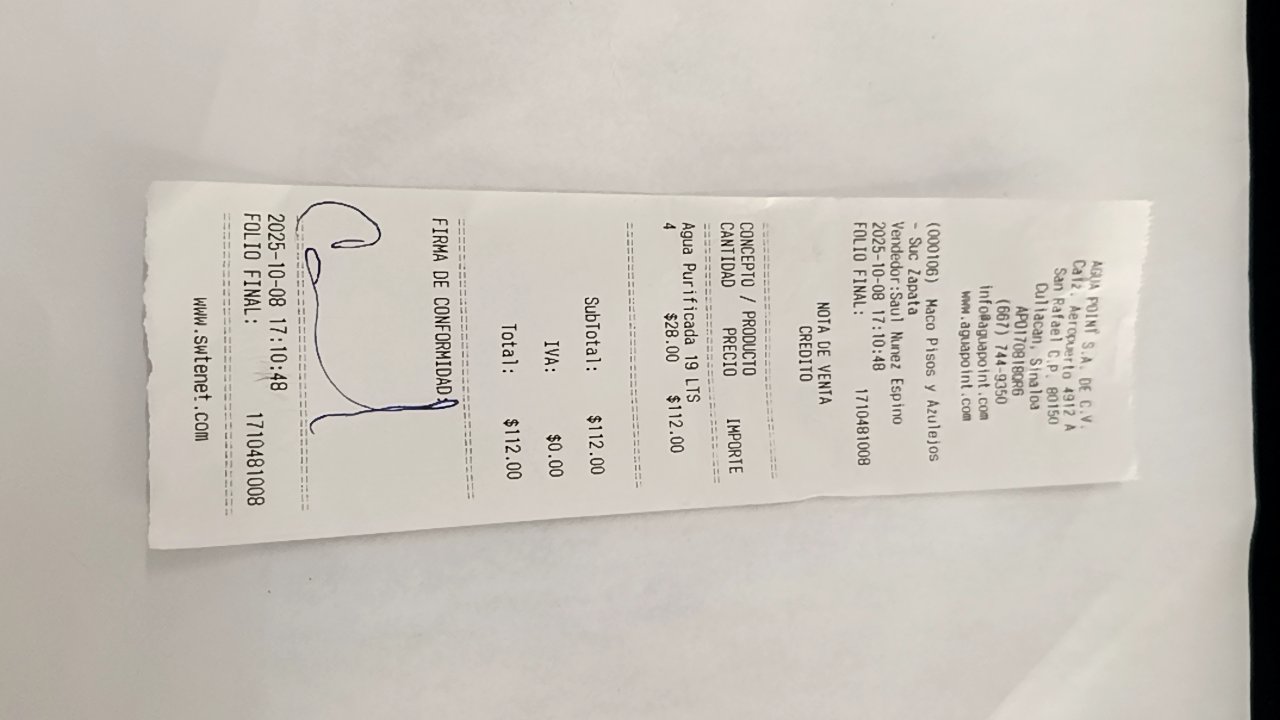 AGUA POINT S.A. DE C.V.
Calz. Aeropuerto 4912 A
San Rafael C.P. 80150
Culiacan, Sinaloa
APO170818QR6
(667) 744-9350
info@aguapoint.com
www.aguapoint.com
(000106) Maco Pisos y Azulejos
- Suc Zapata
Vendedor:Saul Nunez Espino
2025-10-08 17:10:48
FOLIO FINAL: 1710481008
NOTA DE VENTA
CREDITO
CONCEPTO / PRODUCTO
CANTIDAD PRECIO IMPORTE
Agua Purificada 19 LTS
4 $28.00 $112.00
SubTotal: $112.00
IVA: $0.00
Total: $112.00
FIRMA DE CONFORMIDAD:
2025-10-08 17:10:48
FOLIO FINAL: 1710481008
www.swtenet.com